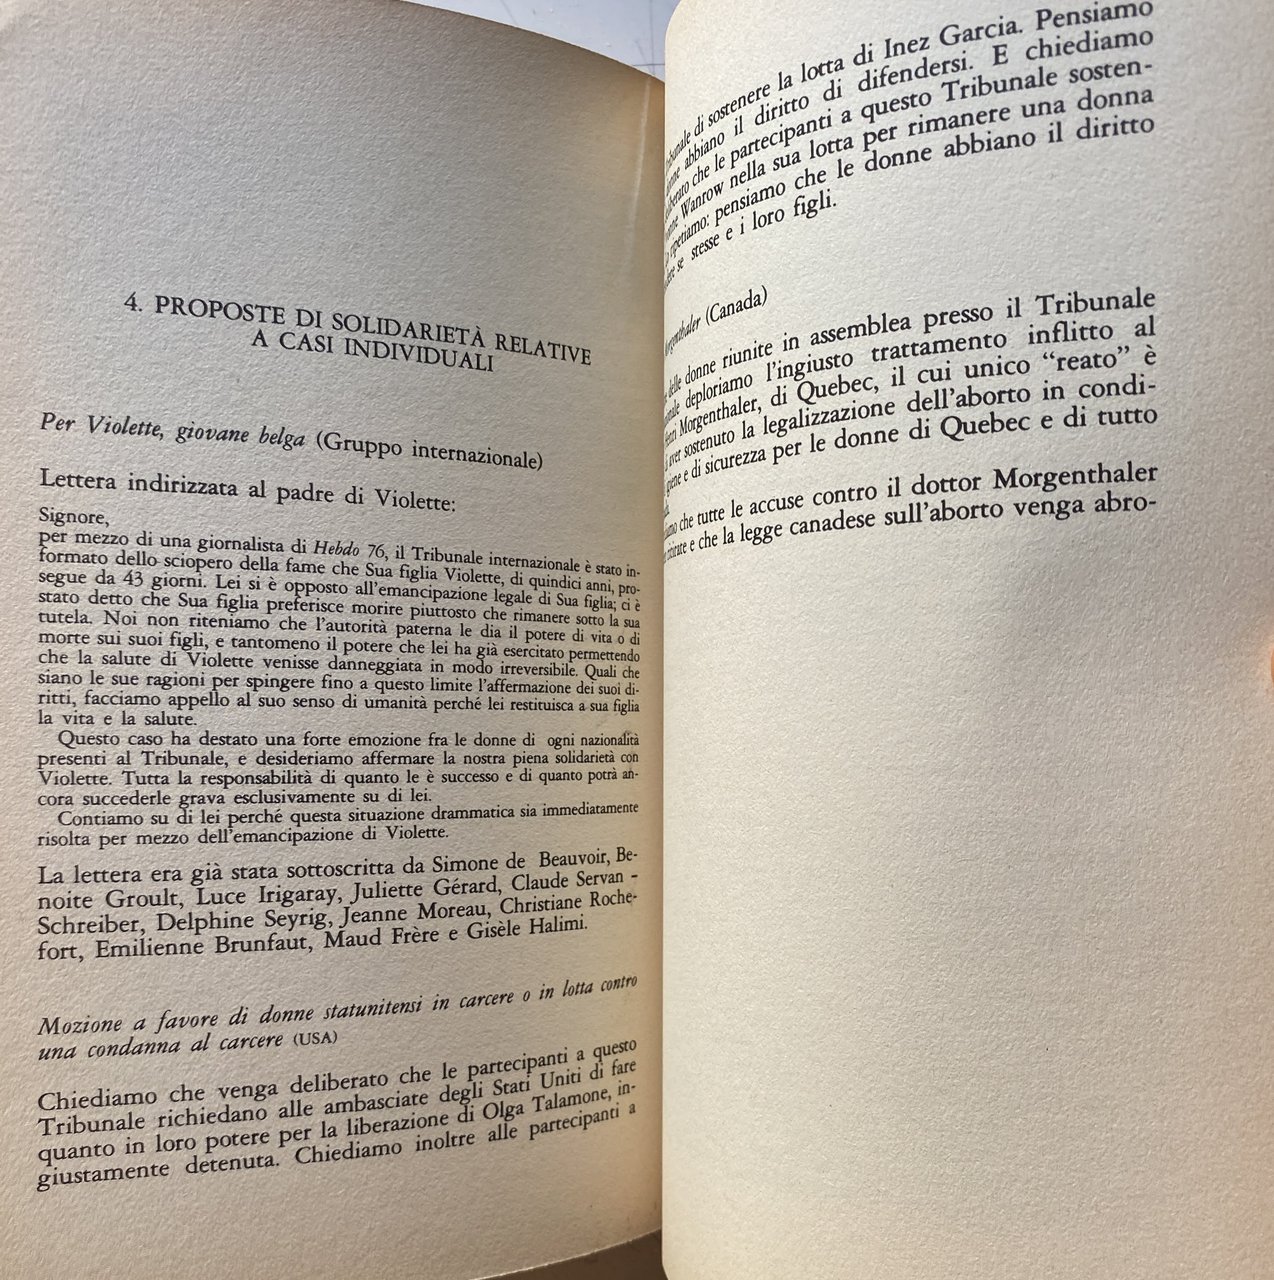 4. PROPOSTE DI SOLIDARIETÀ RELATIVE
A CASI INDIVIDUALI
Per Violette, giovane belga (Gruppo internazionale)
Lettera indirizzata al padre di Violette:
Signore,
per mezzo di una giornalista di Hebdo 76, il Tribunale internazionale è stato in-
formato dello sciopero della fame che Sua figlia Violette, di quindici anni, pro-
segue da 43 giorni. Lei si è opposto all'emancipazione legale di Sua figlia; ci è
stato detto che Sua figlia preferisce morire piuttosto che rimanere sotto la sua
tutela. Noi non riteniamo che l'autorità paterna le dia il potere di vita o di
morte sui suoi figli, e tantomeno il potere che lei ha già esercitato permettendo
che la salute di Violette venisse danneggiata in modo irreversibile. Quali che
siano le sue ragioni per spingere fino a questo limite l'affermazione dei suoi di-
ritti, facciamo appello al suo senso di umanità perché lei restituisca a sua figlia
la vita e la salute.
Questo caso ha destato una forte emozione fra le donne di ogni nazionalità
presenti al Tribunale, e desideriamo affermare la nostra piena solidarietà con
Violette. Tutta la responsabilità di quanto le è successo e di quanto potrà an-
cora succederle grava esclusivamente su di lei.
Contiamo su di lei perché questa situazione drammatica sia immediatamente
risolta per mezzo dell'emancipazione di Violette.
La lettera era già stata sottoscritta da Simone de Beauvoir, Be-
noite Groult, Luce Irigaray, Juliette Gérard, Claude Servan-
Schreiber, Delphine Seyrig, Jeanne Moreau, Christiane Roche-
fort, Emilienne Brunfaut, Maud Frère e Gisèle Halimi.
Mozione a favore di donne statunitensi in carcere o in lotta contro
una condanna al carcere (USA)
Chiediamo che venga deliberato che le partecipanti a questo
Tribunale richiedano alle ambasciate degli Stati Uniti di fare
quanto in loro potere per la liberazione di Olga Talamone, in-
giustamente detenuta. Chiediamo inoltre alle partecipanti a
di sostenere la lotta di Inez Garcia. Pensiamo
abbiano il diritto di difendersi. E chiediamo
che le partecipanti a questo Tribunale sosten-
Wanrow nella sua lotta per rimanere una donna
ripetiamo: pensiamo che le donne abbiano il diritto
se stesse e i loro figli.
(Canada)
delle donne riunite in assemblea presso il Tribunale
deploriamo l'ingiusto trattamento inflitto al
Morgenthaler, di Quebec, il cui unico “reato” è
aver sostenuto la legalizzazione dell'aborto in condi-
e di sicurezza per le donne di Quebec e di tutto
che tutte le accuse contro il dottor Morgenthaler
e che la legge canadese sull'aborto venga abro-